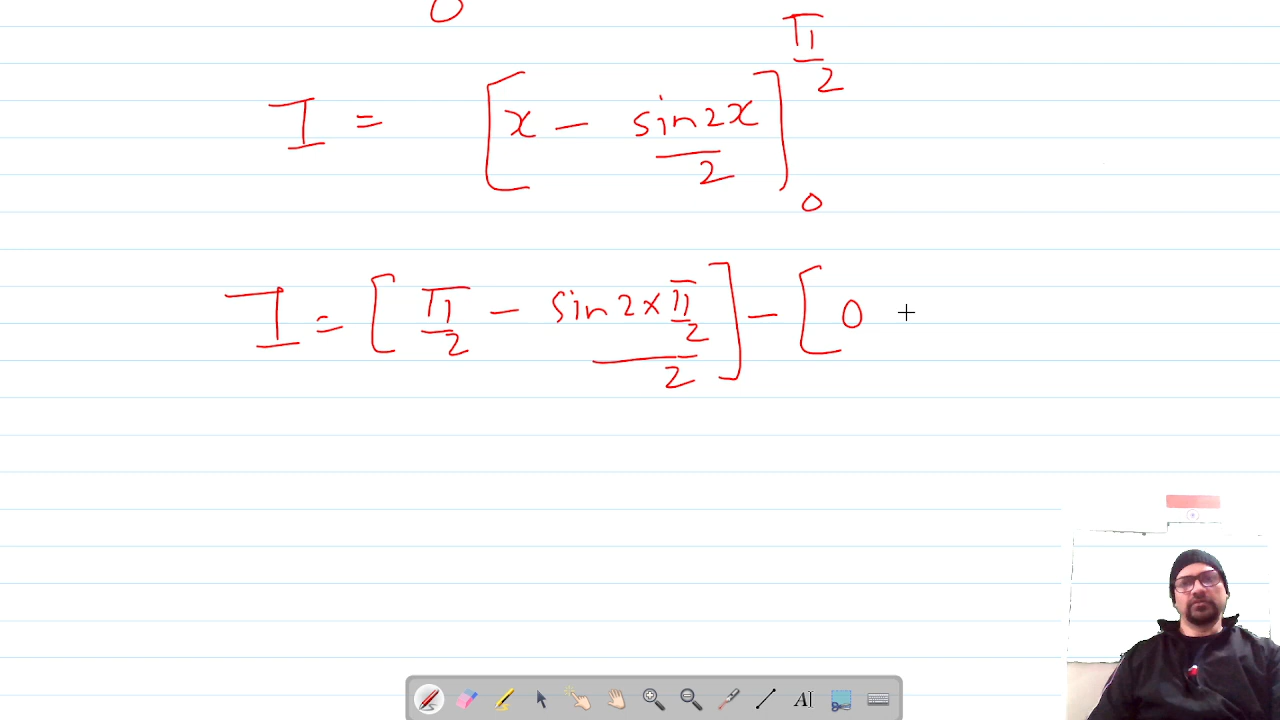 0
I = [x - sin2x/2]₀^π/2
I = [π/2 - sin2×π/2/2] - [0